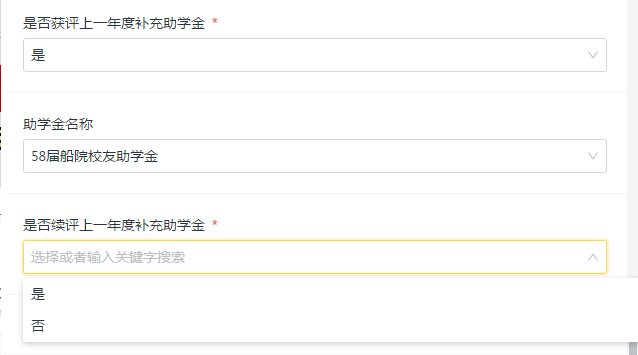 是否获评上一年度补充助学金 *
是
助学金名称
58届船院校友助学金
是否续评上一年度补充助学金 *
选择或者输入关键字搜索
是
否